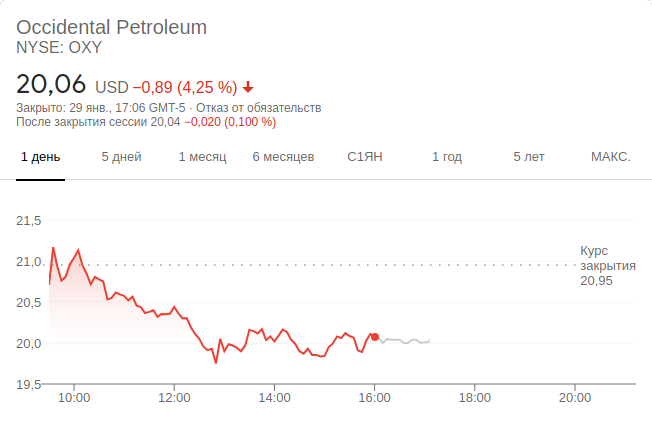 Occidental Petroleum
NYSE: OXY
20,06 USD −0,89 (4,25 %)
Закрыто: 29 янв., 17:06 GMT-5 · Отказ от обязательств
После закрытия сессии 20,04 −0,020 (0,100 %)
1 день 5 дней 1 месяц 6 месяцев С1ЯН 1 год 5 лет МАКС.
21,5
21,0
20,5
20,0
19,5
Курс
закрытия
20,95
10:00 12:00 14:00 16:00 18:00 20:00